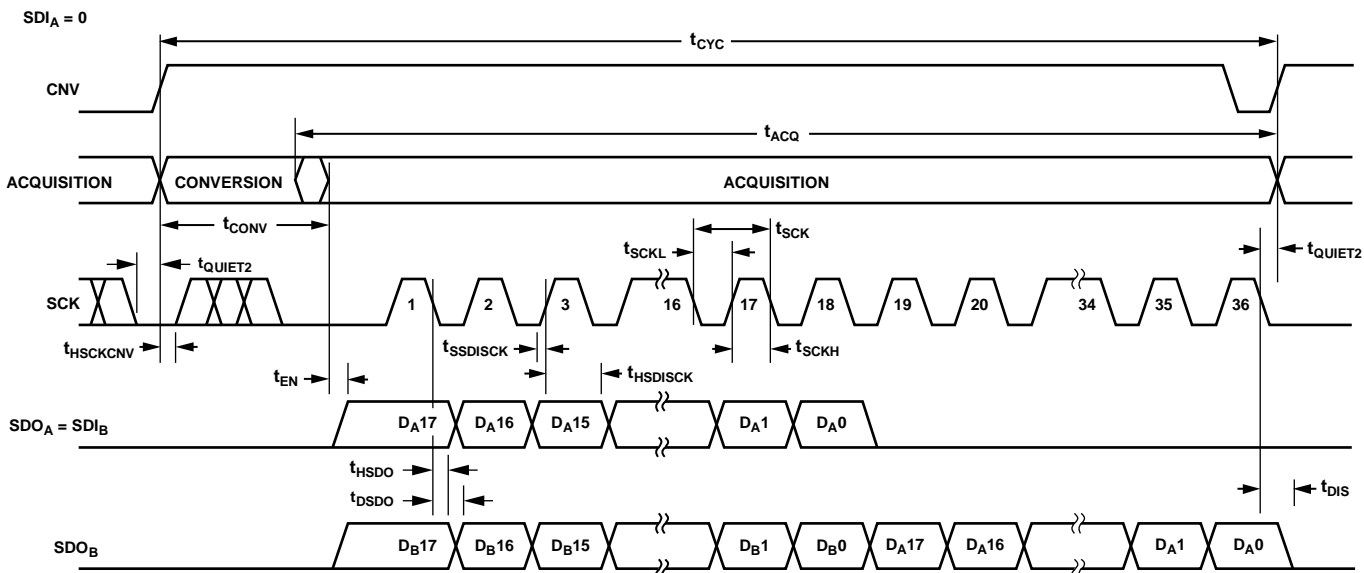 SDIA = 0
tCYC
CNV
tACQ
ACQUISITION CONVERSION ACQUISITION
tCONV
tSCK
tSCKL
tQUIET2 tQUIET2
SCK 1 2 3 16 17 18 19 20 34 35 36
tHSCKCNV tSSDISCK tSCKH
tEN tHSDISCK
SDOA = SDIB DA17 DA16 DA15 DA1 DA0
tHSDO
tDSDO tDIS
SDOB DB17 DB16 DB15 DB1 DB0 DA17 DA16 DA1 DA0